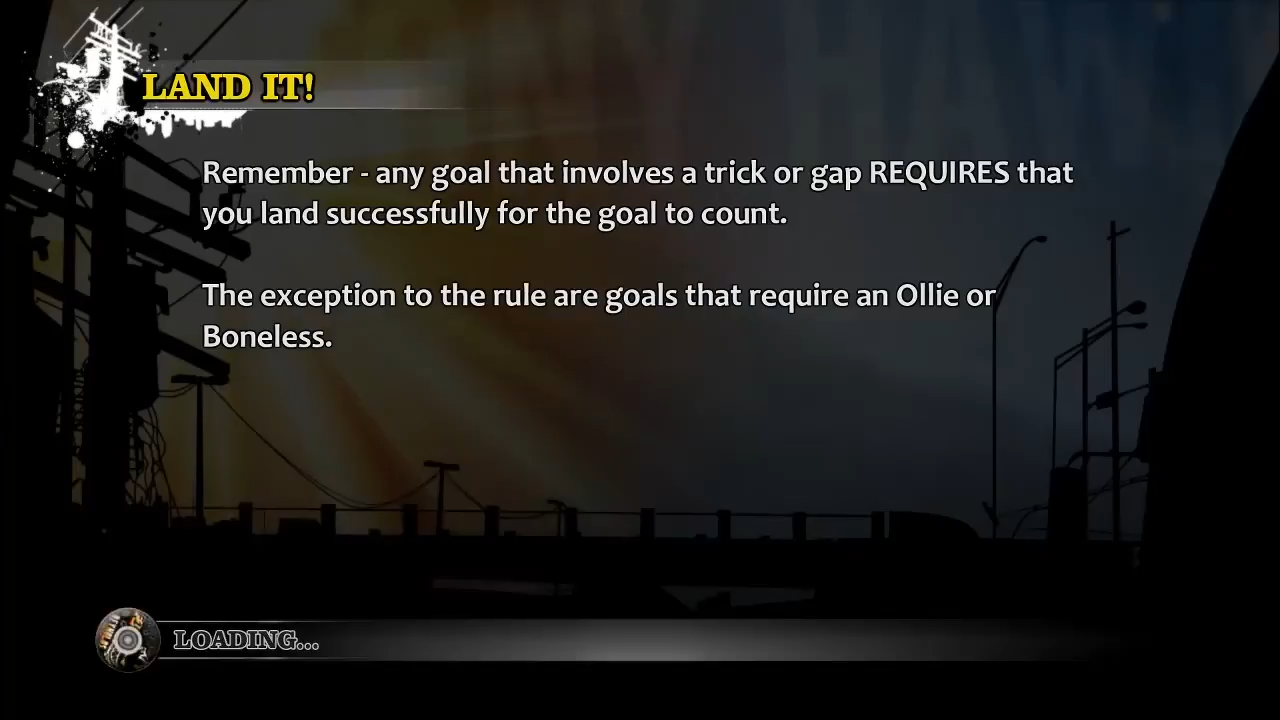 LAND IT!
Remember - any goal that involves a trick or gap REQUIRES that
you land successfully for the goal to count.
The exception to the rule are goals that require an Ollie or
Boneless.
LOADING...